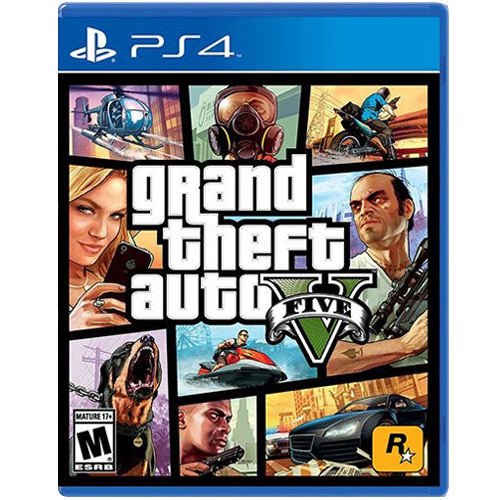 PS4
grand
theft
auto
V
FIVE
MATURE 17+
M
ESRB
R